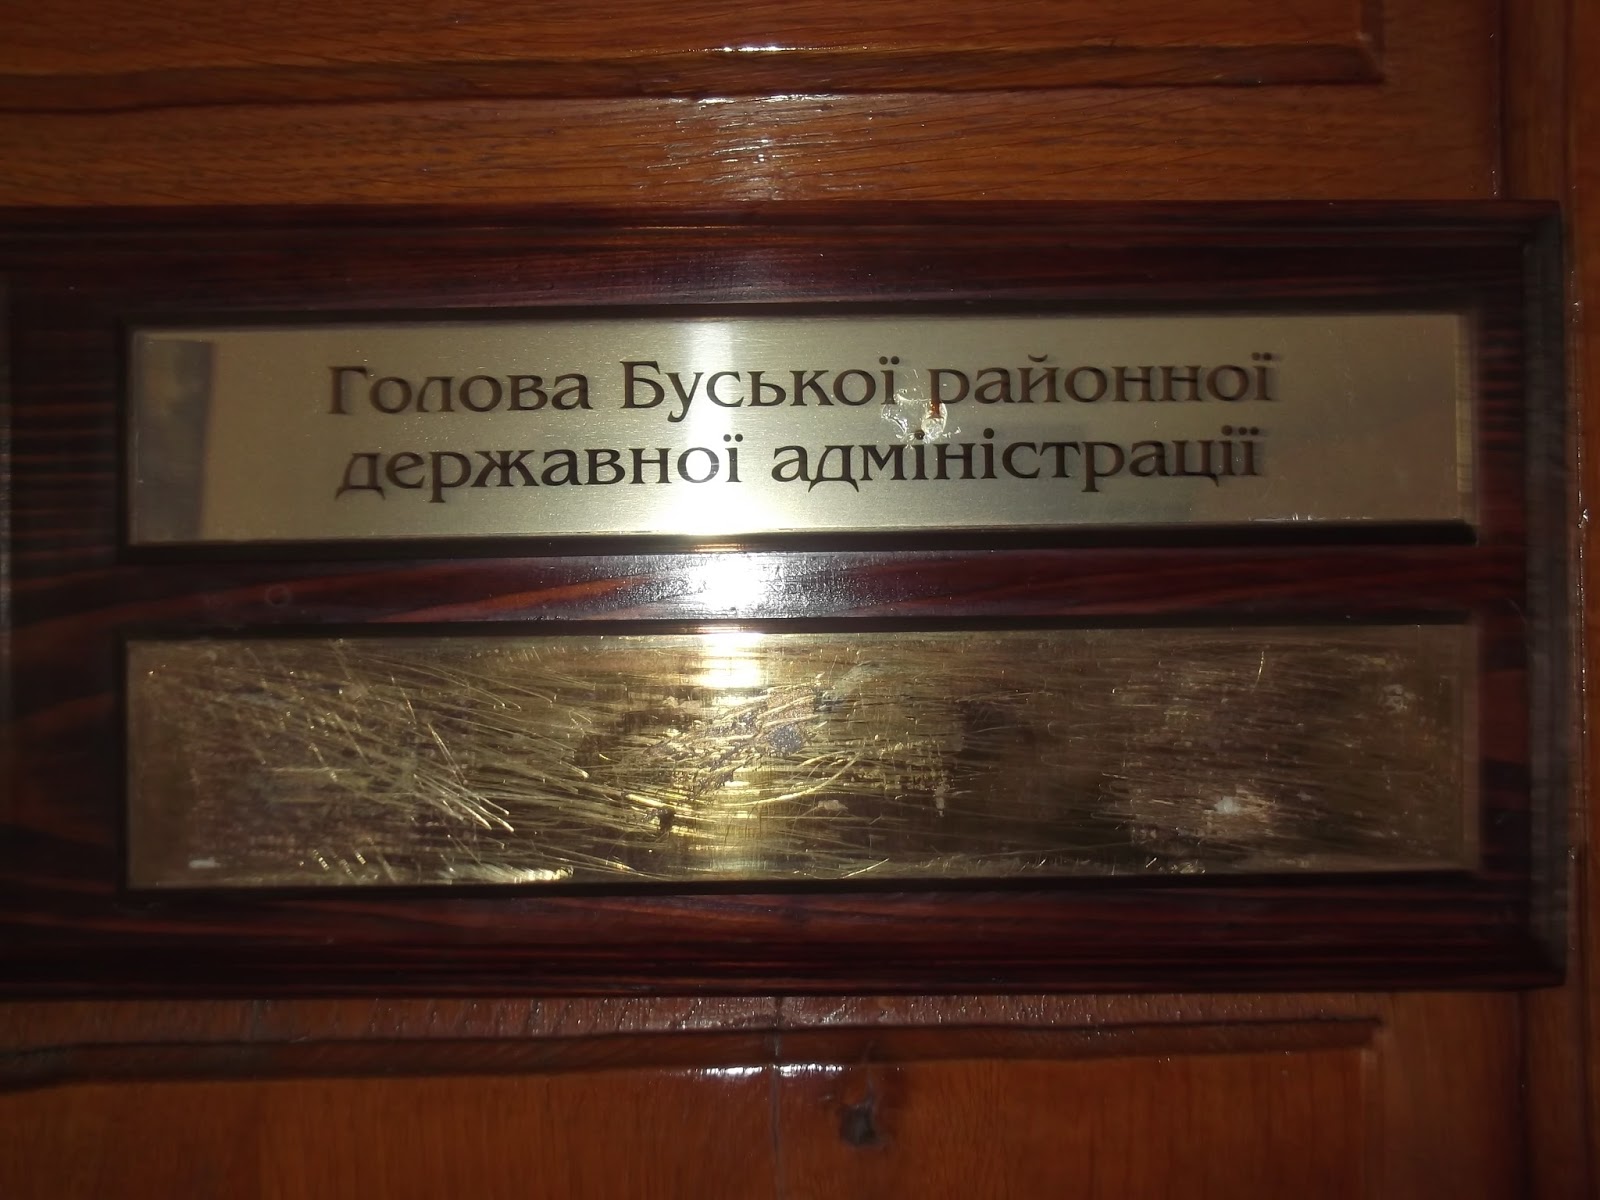 Голова Буської районної
державної адміністрації